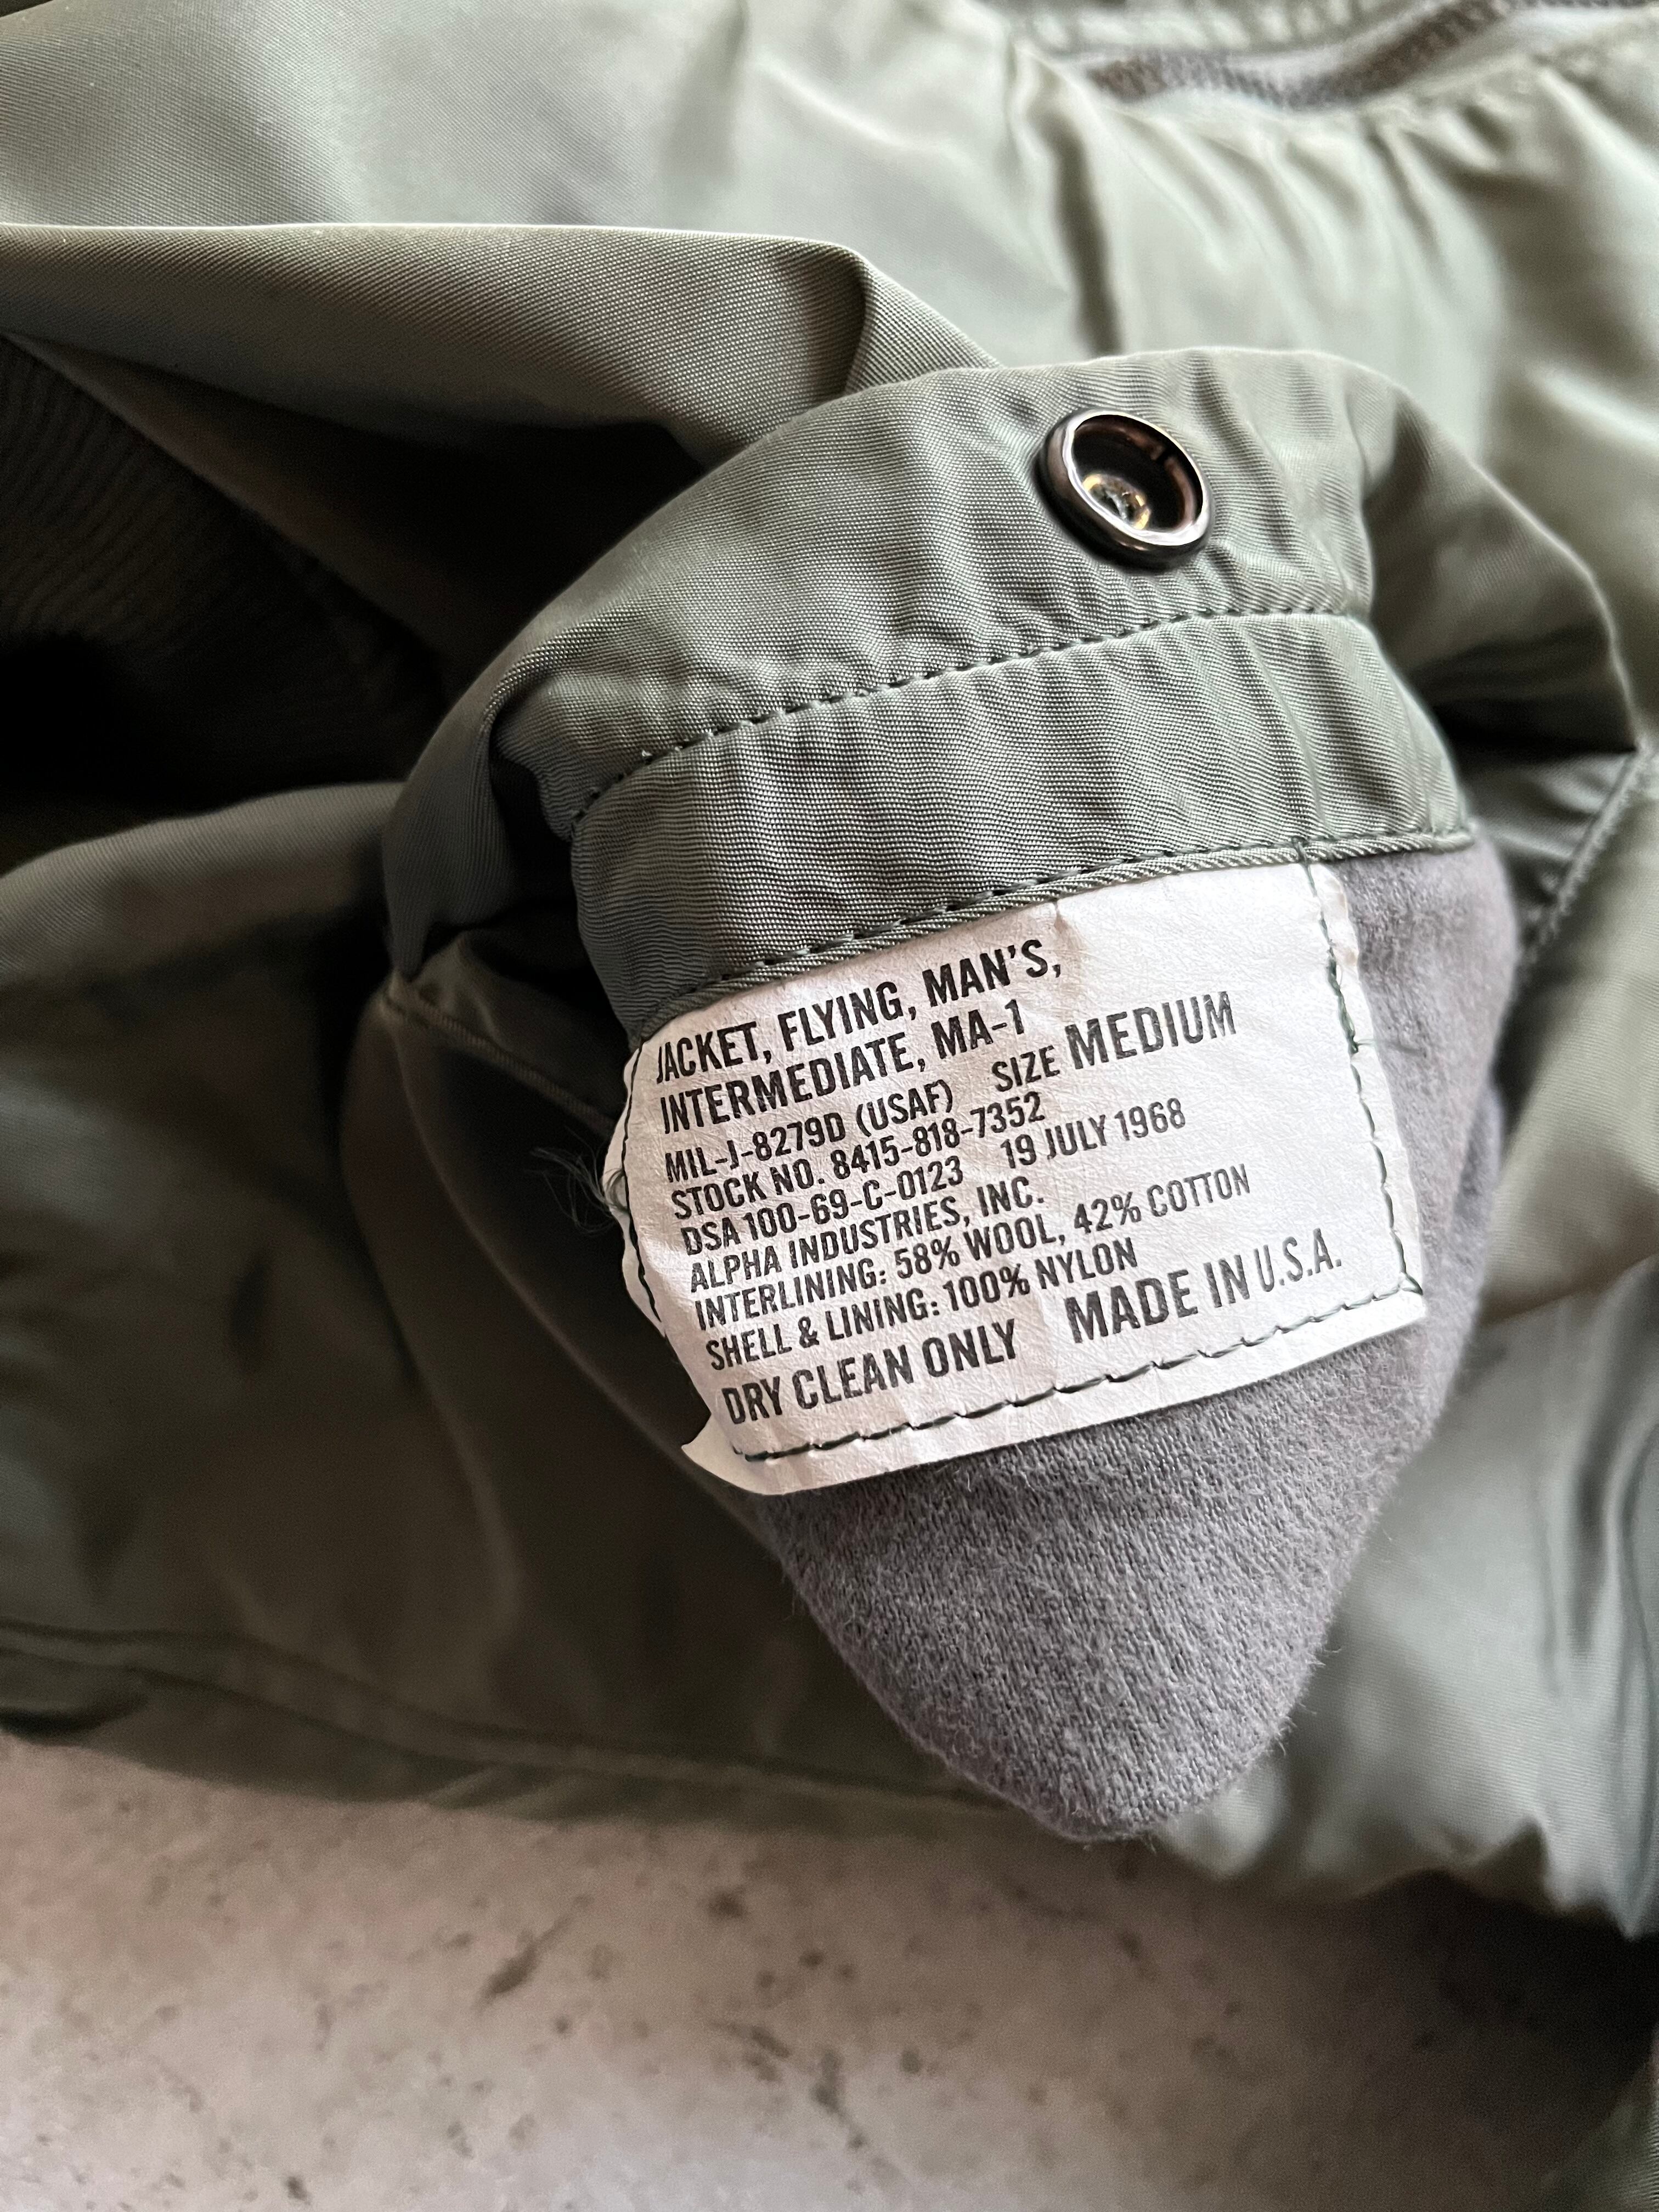 JACKET, FLYING, MAN'S,
INTERMEDIATE, MA-1
MIL-J-8279D (USAF) SIZE MEDIUM
STOCK NO. 8415-818-7352
DSA 100-69-C-0123 19 JULY 1968
ALPHA INDUSTRIES, INC.
INTERLINING: 58% WOOL, 42% COTTON
SHELL & LINING: 100% NYLON
DRY CLEAN ONLY MADE IN U.S.A.